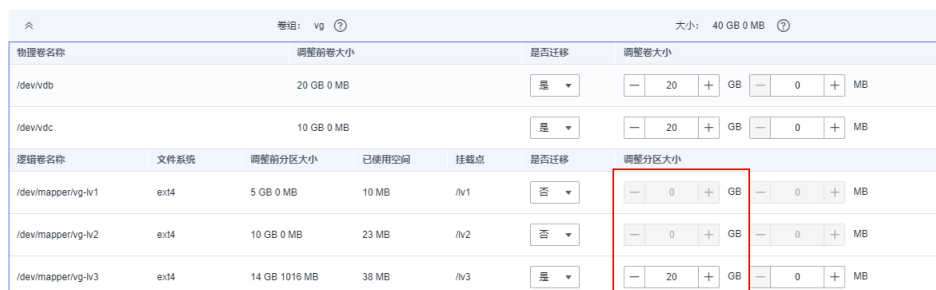 卷组： vg ? 大小： 40 GB 0 MB ?
物理卷名称 调整前卷大小 是否迁移 调整卷大小
/dev/vdb 20 GB 0 MB 是 — 20 + GB — 0 + MB
/dev/vdc 10 GB 0 MB 是 — 20 + GB — 0 + MB
逻辑卷名称 文件系统 调整前分区大小 已使用空间 挂载点 是否迁移 调整分区大小
/dev/mapper/vg-lv1 ext4 5 GB 0 MB 10 MB /lv1 否 — 0 + GB — 0 + MB
/dev/mapper/vg-lv2 ext4 10 GB 0 MB 23 MB /lv2 否 — 0 + GB — 0 + MB
/dev/mapper/vg-lv3 ext4 14 GB 1016 MB 38 MB /lv3 是 — 20 + GB — 0 + MB